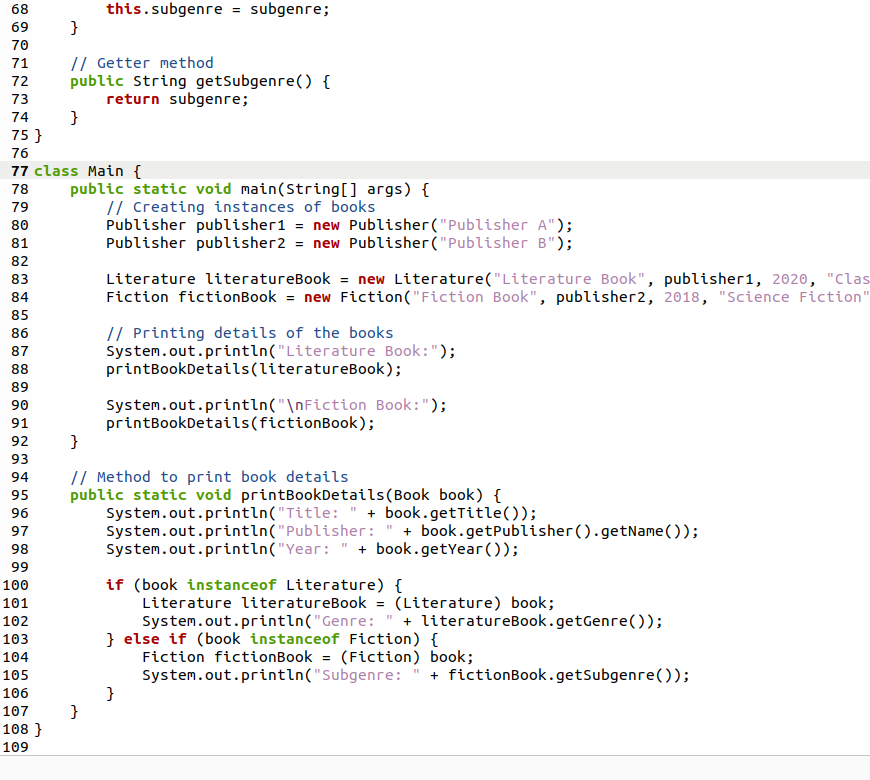 68         this.subgenre = subgenre;
69     }
70
71     // Getter method
72     public String getSubgenre() {
73         return subgenre;
74     }
75 }
76
77 class Main {
78     public static void main(String[] args) {
79         // Creating instances of books
80         Publisher publisher1 = new Publisher("Publisher A");
81         Publisher publisher2 = new Publisher("Publisher B");
82
83         Literature literatureBook = new Literature("Literature Book", publisher1, 2020, "Clas
84         Fiction fictionBook = new Fiction("Fiction Book", publisher2, 2018, "Science Fiction"
85
86         // Printing details of the books
87         System.out.println("Literature Book:");
88         printBookDetails(literatureBook);
89
90         System.out.println("\nFiction Book:");
91         printBookDetails(fictionBook);
92     }
93
94     // Method to print book details
95     public static void printBookDetails(Book book) {
96         System.out.println("Title: " + book.getTitle());
97         System.out.println("Publisher: " + book.getPublisher().getName());
98         System.out.println("Year: " + book.getYear());
99
100         if (book instanceof Literature) {
101             Literature literatureBook = (Literature) book;
102             System.out.println("Genre: " + literatureBook.getGenre());
103         } else if (book instanceof Fiction) {
104             Fiction fictionBook = (Fiction) book;
105             System.out.println("Subgenre: " + fictionBook.getSubgenre());
106         }
107     }
108 }
109